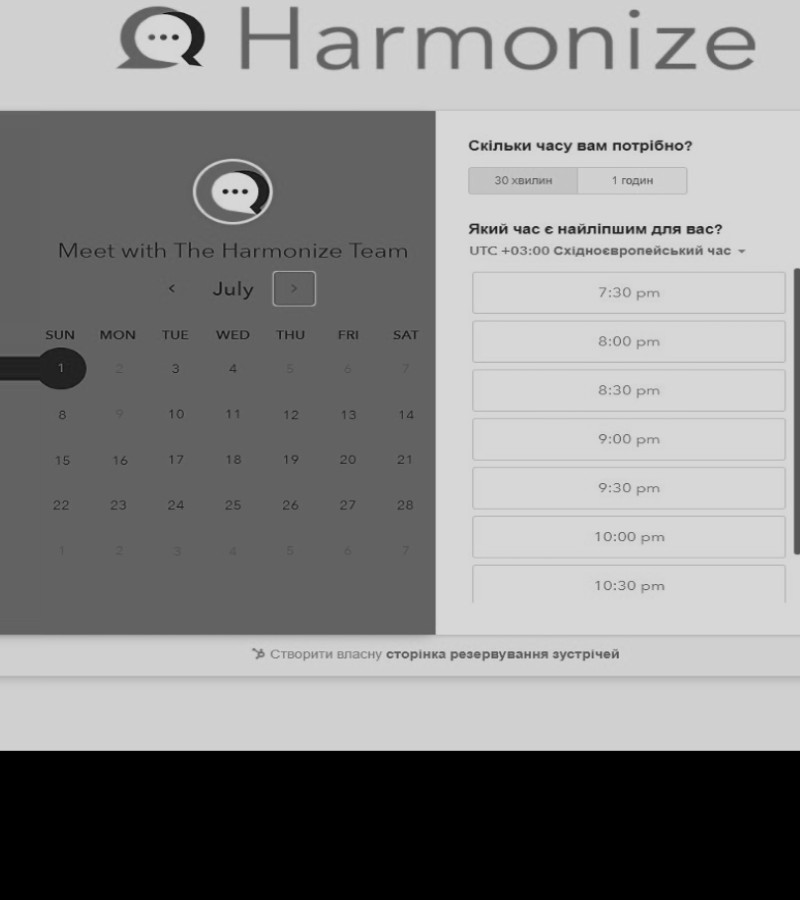 Harmonize
Meet with The Harmonize Team
‹ July ›
SUN MON TUE WED THU FRI SAT
1 2 3 4 5 6 7
8 9 10 11 12 13 14
15 16 17 18 19 20 21
22 23 24 25 26 27 28
1 2 3 4 5 6 7
Скільки часу вам потрібно?
30 хвилин 1 годин
Який час є найліпшим для вас?
UTC +03:00 Східноєвропейський час
7:30 pm
8:00 pm
8:30 pm
9:00 pm
9:30 pm
10:00 pm
10:30 pm
Створити власну сторінка резервування зустрічей